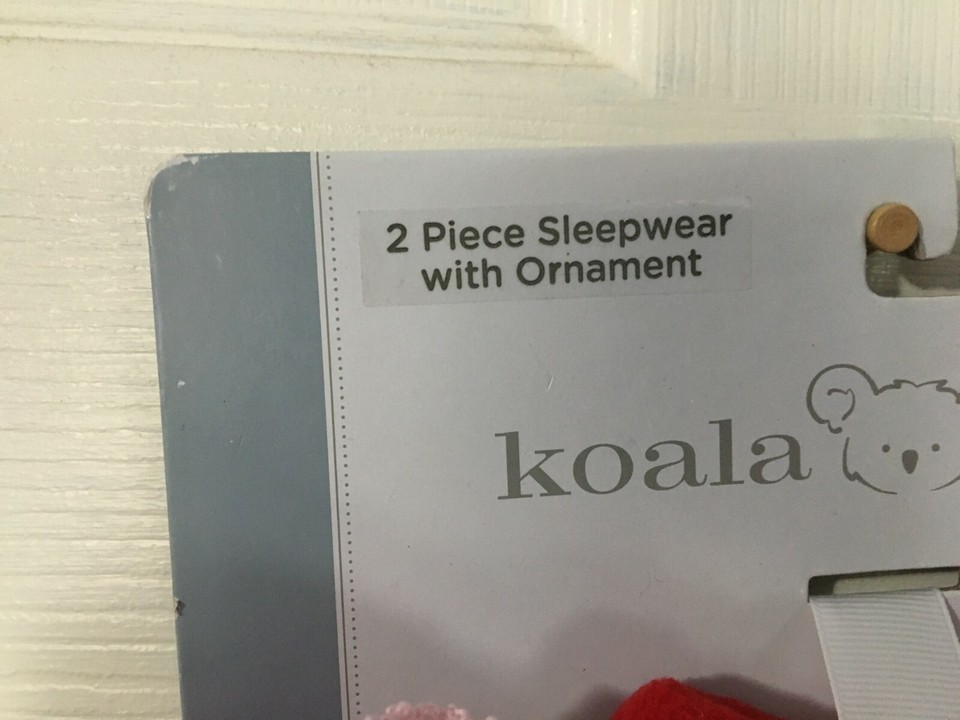 2 Piece Sleepwear
with Ornament
koala